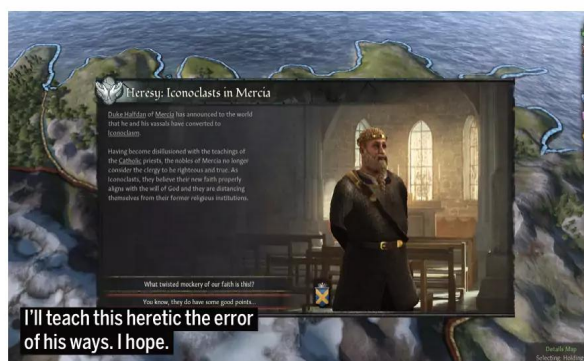 Heresy: Iconoclasts in Mercia
Duke Halfdan of Mercia has announced to the world
that he and his vassals have converted to
Iconoclasm.
Having become disillusioned with the teachings of
the Catholic priests, the nobles of Mercia no longer
consider the clergy to be righteous and true. As
Iconoclasts, they believe their new faith properly
aligns with the will of God and they are distancing
themselves from their former religious institutions.
What twisted mockery of our faith is this!?
You know, they do have some good points...
I'll teach this heretic the error
of his ways. I hope.
Details Map
Selecting Holding